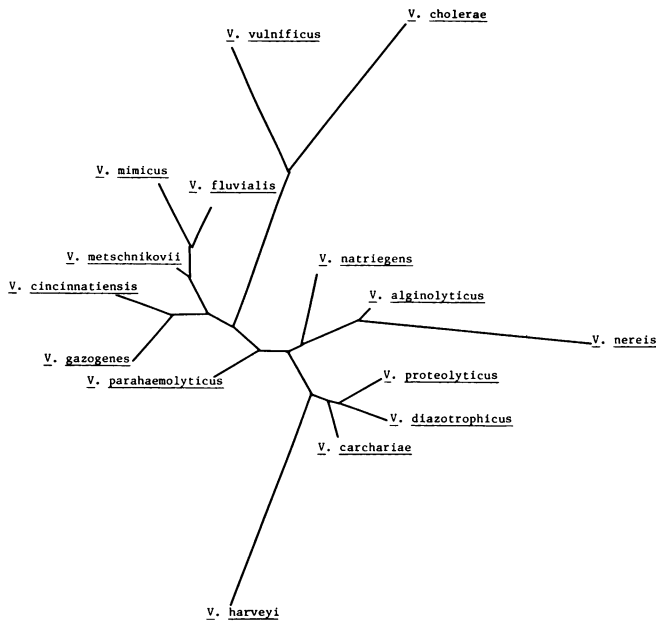 V. cholerae
V. vulnificus
V. mimicus
V. fluvialis
V. metschnikovii
V. natriegens
V. cincinnatiensis
V. alginolyticus
V. nereis
V. gazogenes
V. parahaemolyticus
V. proteolyticus
V. diazotrophicus
V. carchariae
V. harveyi